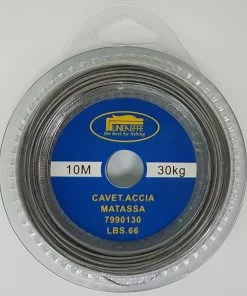 LINEAEFFE
the best for fishing
10M 30kg
CAVET.ACCIA
MATASSA
7990130
LBS.66